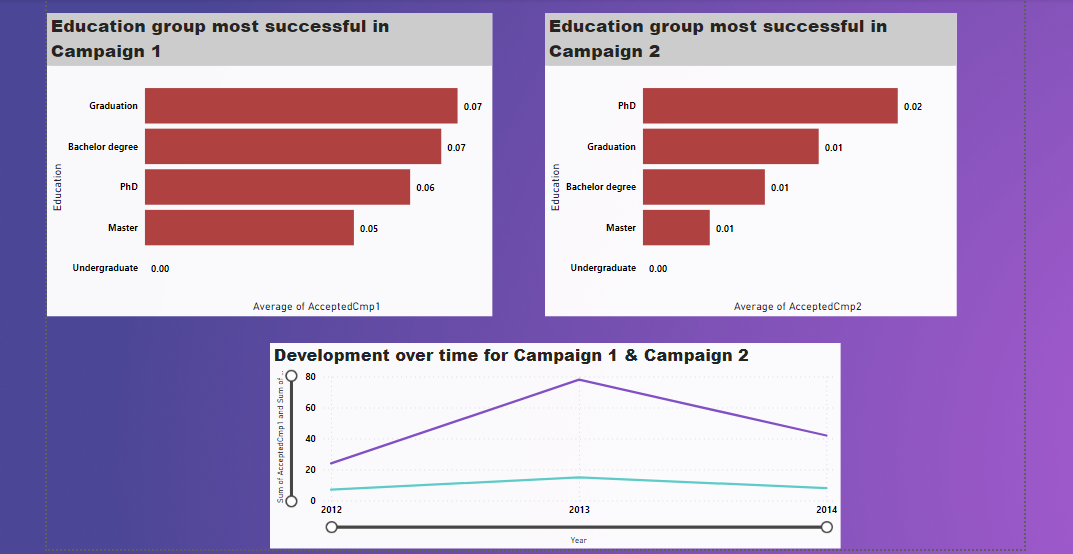 Education group most successful in
Campaign 1
Graduation
0.07
Bachelor degree
0.07
PhD
0.06
Master
0.05
Undergraduate
0.00
Education
Average of AcceptedCmp1
Education group most successful in
Campaign 2
PhD
0.02
Graduation
0.01
Bachelor degree
0.01
Master
0.01
Undergraduate
0.00
Education
Average of AcceptedCmp2
Development over time for Campaign 1 & Campaign 2
Sum of AcceptedCmp1 and Sum of ...
80
60
40
20
0
2012
2013
2014
Year